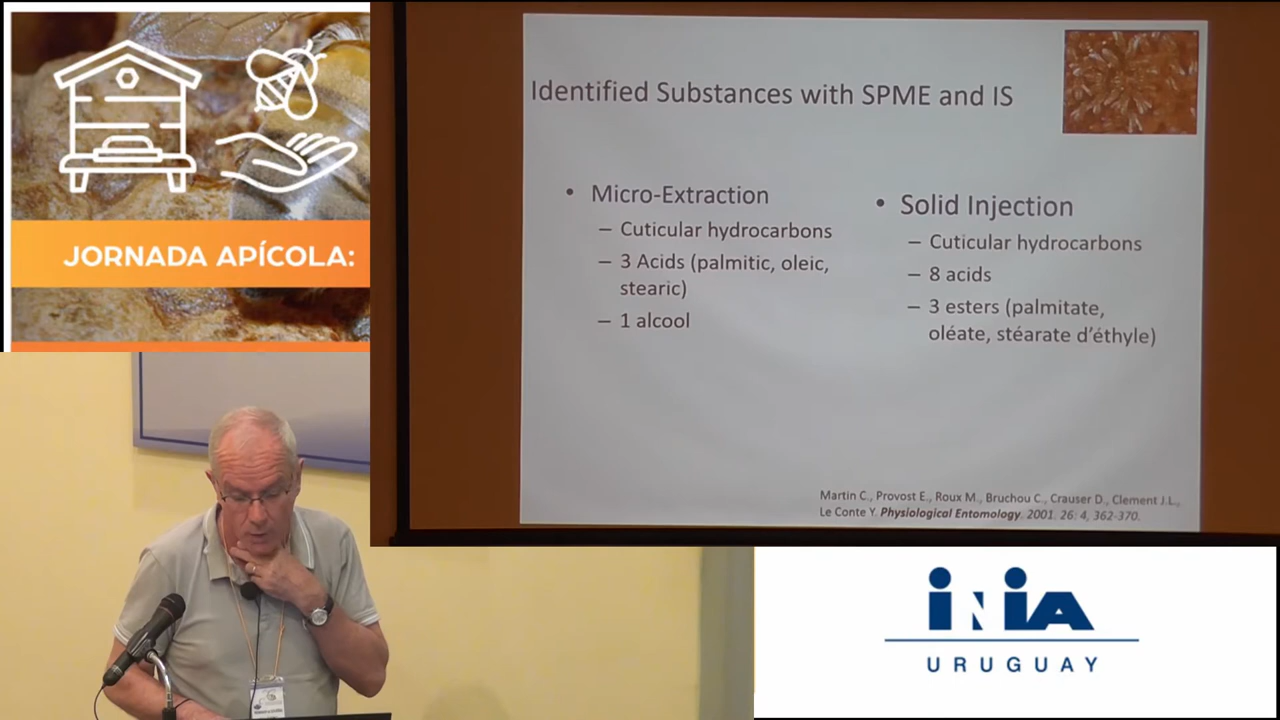 JORNADA APÍCOLA:
Identified Substances with SPME and IS
• Micro-Extraction
– Cuticular hydrocarbons
– 3 Acids (palmitic, oleic,
stearic)
– 1 alcool
• Solid Injection
– Cuticular hydrocarbons
– 8 acids
– 3 esters (palmitate,
oléate, stéarate d’éthyle)
Martin C., Provost E., Roux M., Bruchou C., Crauser D., Clement J.L.,
Le Conte Y. Physiological Entomology. 2001. 26: 4, 362-370.
iNiA
URUGUAY